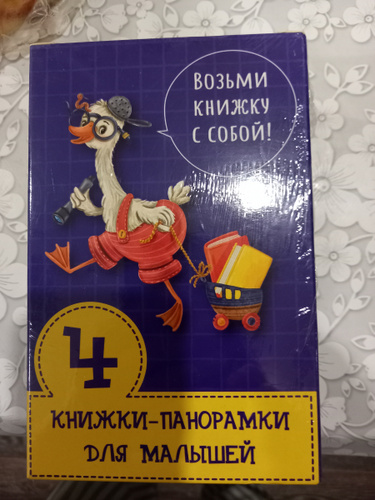 ВОЗЬМИ
КНИЖКУ
С СОБОЙ!
4
КНИЖКИ-ПАНОРАМКИ
ДЛЯ МАЛЫШЕЙ